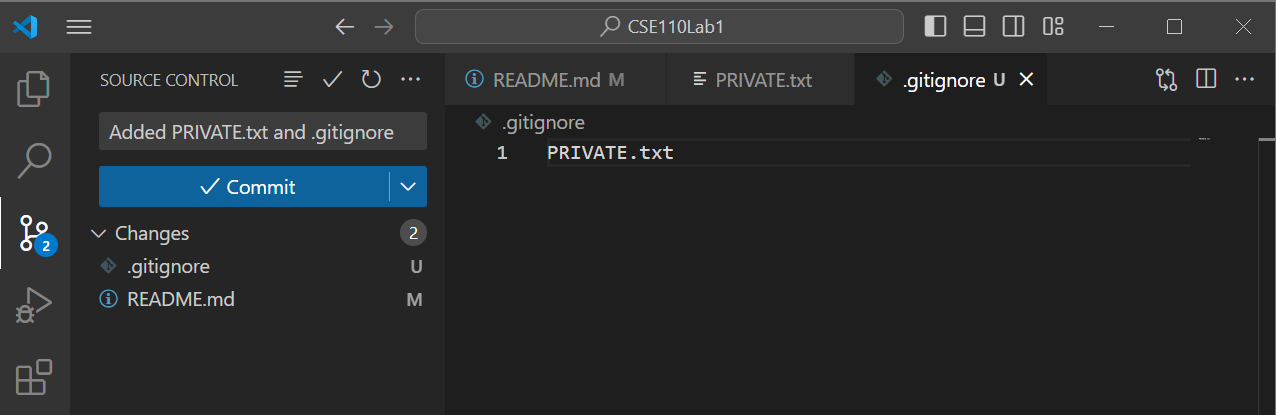 CSE110Lab1
SOURCE CONTROL
README.md M
PRIVATE.txt
.gitignore U
Added PRIVATE.txt and .gitignore
.gitignore
Commit
1 PRIVATE.txt
Changes 2
2
.gitignore U
README.md M